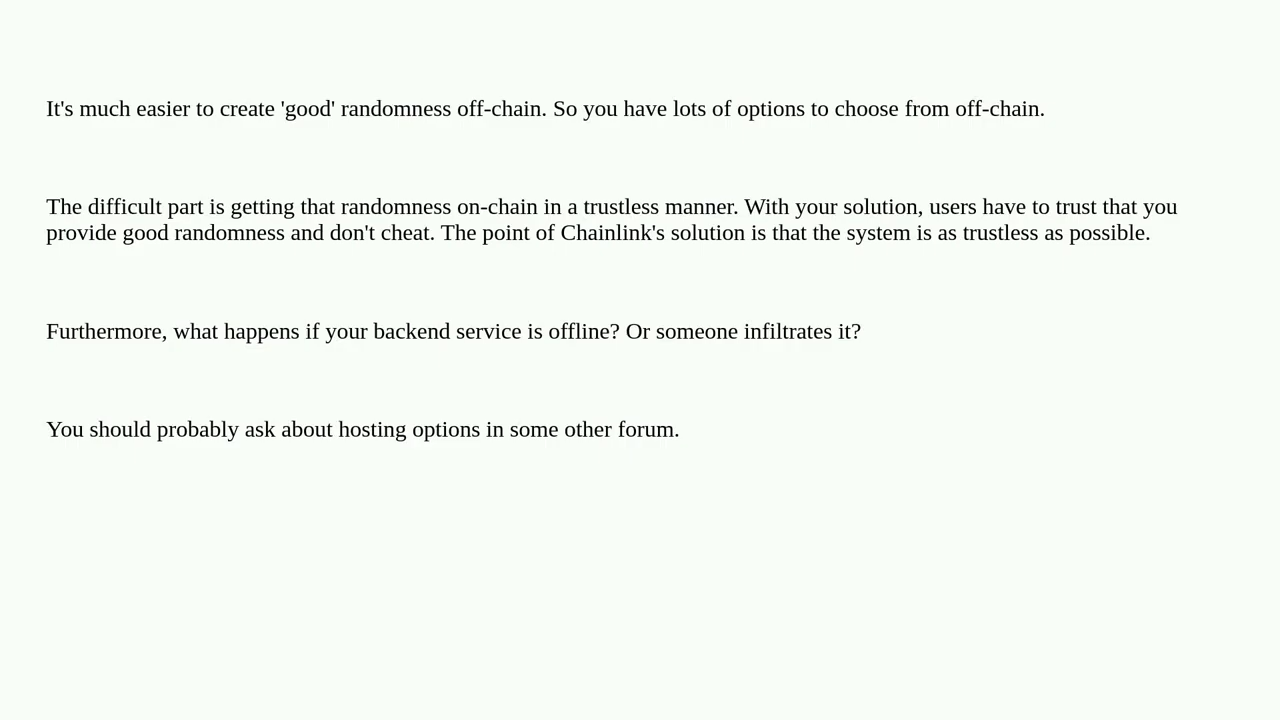 It's much easier to create 'good' randomness off-chain. So you have lots of options to choose from off-chain.
The difficult part is getting that randomness on-chain in a trustless manner. With your solution, users have to trust that you
provide good randomness and don't cheat. The point of Chainlink's solution is that the system is as trustless as possible.
Furthermore, what happens if your backend service is offline? Or someone infiltrates it?
You should probably ask about hosting options in some other forum.